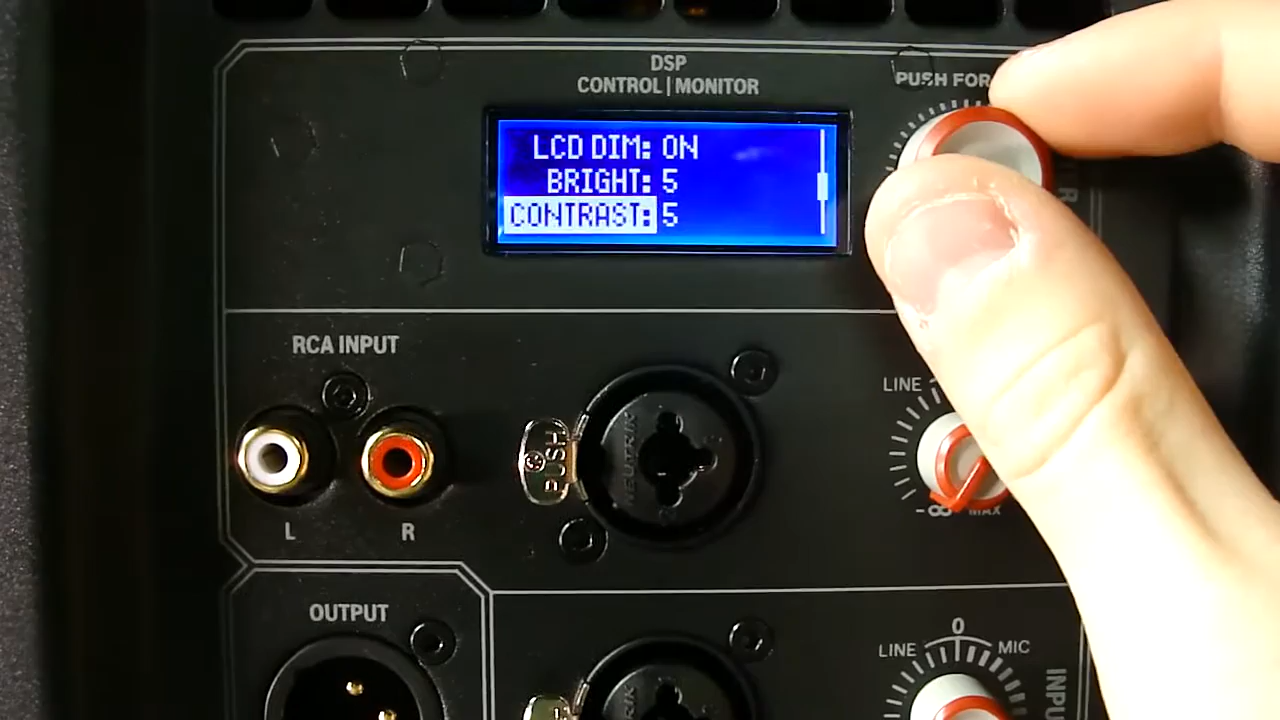 DSP
CONTROL | MONITOR
PUSH FOR
LCD DIM: ON
BRIGHT: 5
CONTRAST: 5
RCA INPUT
LINE
PUSH
NEUTRIK
-∞ MAX
L R
OUTPUT
0
LINE MIC
NEUTRIK